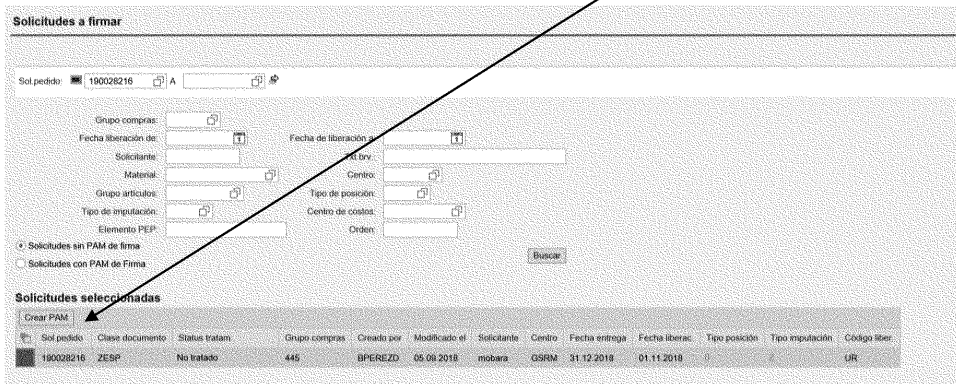 Solicitudes a firmar
Sol.pedido: 190028216 A
Grupo compras:
Fecha liberación de: Fecha de liberación a:
Solicitante: Txt.brv.:
Material: Centro:
Grupo artículos: Tipo de posición:
Tipo de imputación: Centro de costos:
Elemento PEP: Orden:
Solicitudes sin PAM de firma
Buscar
Solicitudes con PAM de Firma
Solicitudes seleccionadas
Crear PAM
Sol.pedido Clase documento Status tratam. Grupo compras Creado por Modificado el Solicitante Centro Fecha entrega Fecha liberac. Tipo posición Tipo imputación Código liber.
190028216 ZESP No tratado 445 BPEREZD 05.09.2018 mobara GSRM 31.12.2018 01.11.2018 UR